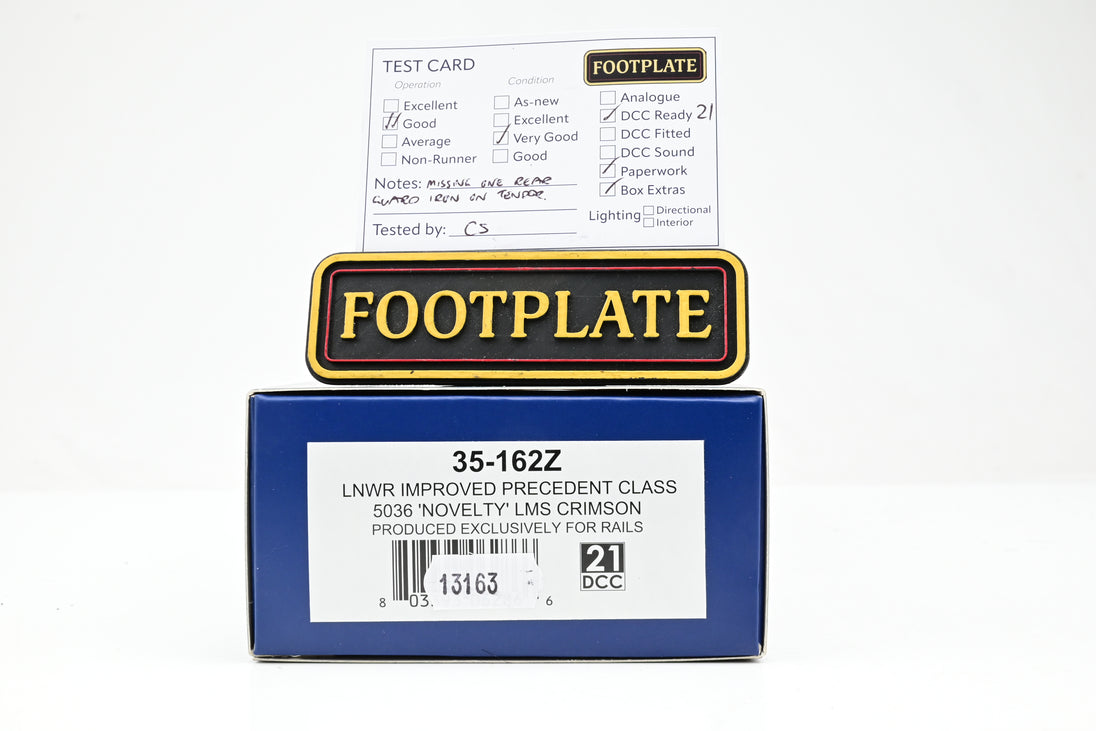 TEST CARD
FOOTPLATE
Operation
Excellent
Good
Average
Non-Runner
Condition
As-new
Excellent
Very Good
Good
Analogue
DCC Ready 21
DCC Fitted
DCC Sound
Paperwork
Box Extras
Notes: MISSING ONE REAR
GUARD IRON ON TENDER.
Tested by: CS
Lighting
Directional
Interior
FOOTPLATE
35-162Z
LNWR IMPROVED PRECEDENT CLASS
5036 'NOVELTY' LMS CRIMSON
PRODUCED EXCLUSIVELY FOR RAILS
13163
21
DCC